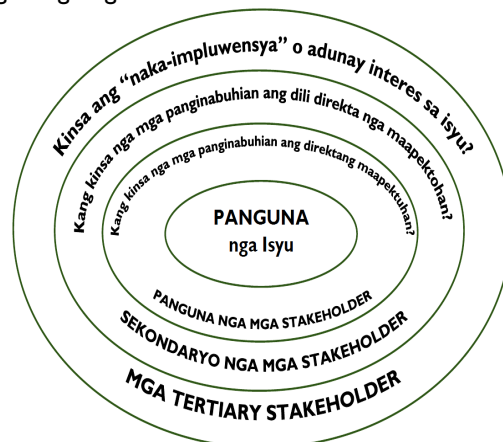 Kinsa ang “naka-impluwensya” o adunay interes sa isyu?
Kang kinsa nga mga panginabuhian ang dili direkta nga maapektohan?
Kang kinsa nga mga panginabuhian ang direktang maapektuhan?
PANGUNA
nga Isyu
PANGUNA NGA MGA STAKEHOLDER
SEKONDARYO NGA MGA STAKEHOLDER
MGA TERTIARY STAKEHOLDER